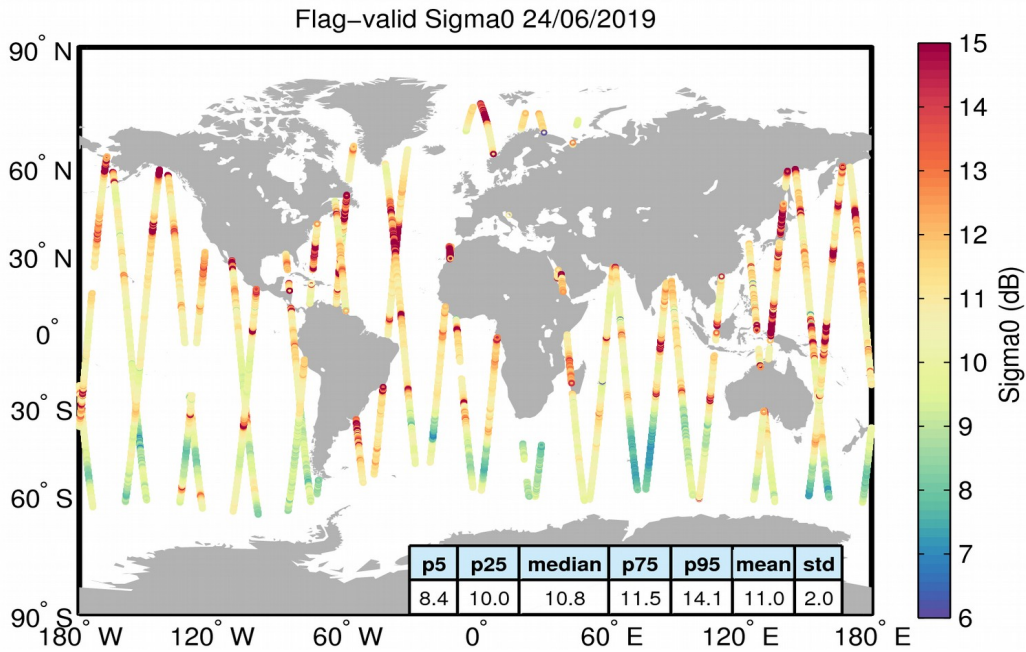 Flag−valid Sigma0 24/06/2019
90° N
60° N
30° N
0°
30° S
60° S
90° S
180° W
120° W
60° W
0°
60° E
120° E
180° E
p5 p25 median p75 p95 mean std
8.4 10.0 10.8 11.5 14.1 11.0 2.0
15
14
13
12
11
10
9
8
7
6
Sigma0 (dB)